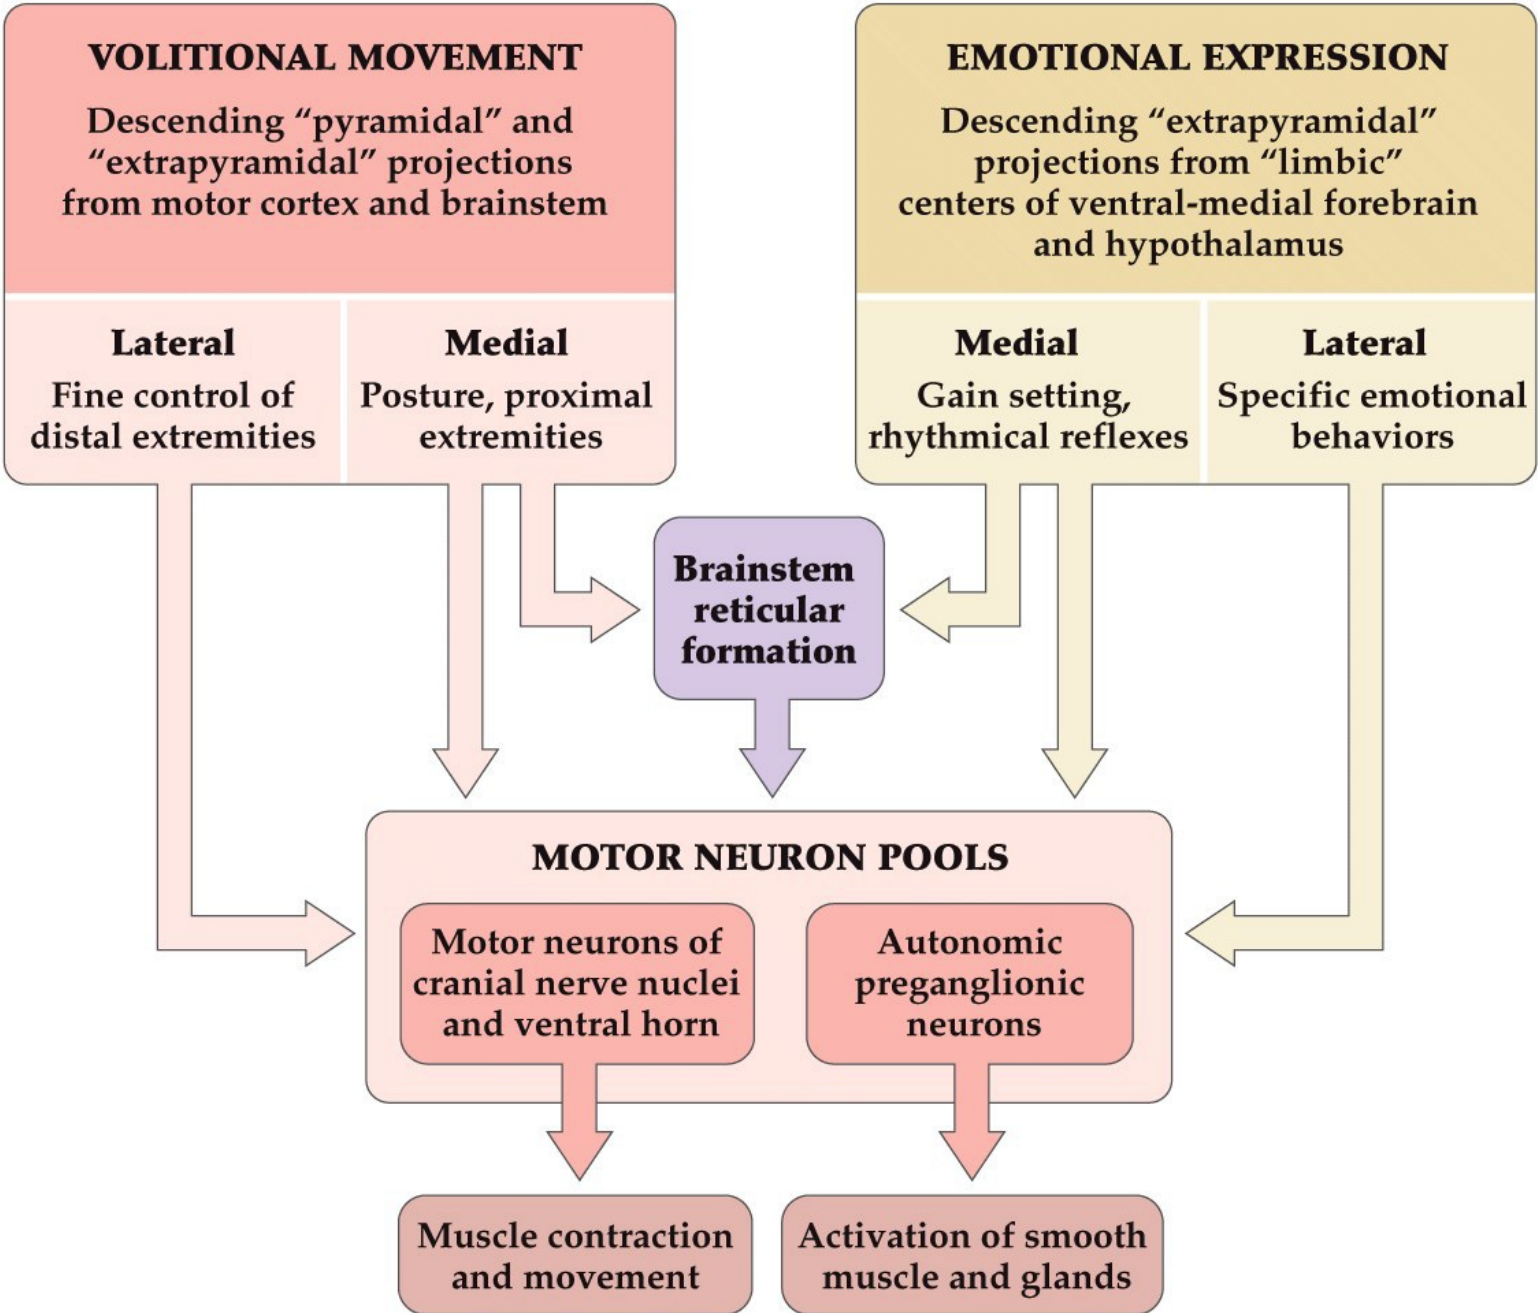 VOLITIONAL MOVEMENT
Descending “pyramidal” and
“extrapyramidal” projections
from motor cortex and brainstem
Lateral
Fine control of
distal extremities
Medial
Posture, proximal
extremities
EMOTIONAL EXPRESSION
Descending “extrapyramidal”
projections from “limbic”
centers of ventral-medial forebrain
and hypothalamus
Medial
Gain setting,
rhythmical reflexes
Lateral
Specific emotional
behaviors
Brainstem
reticular
formation
MOTOR NEURON POOLS
Motor neurons of
cranial nerve nuclei
and ventral horn
Autonomic
preganglionic
neurons
Muscle contraction
and movement
Activation of smooth
muscle and glands